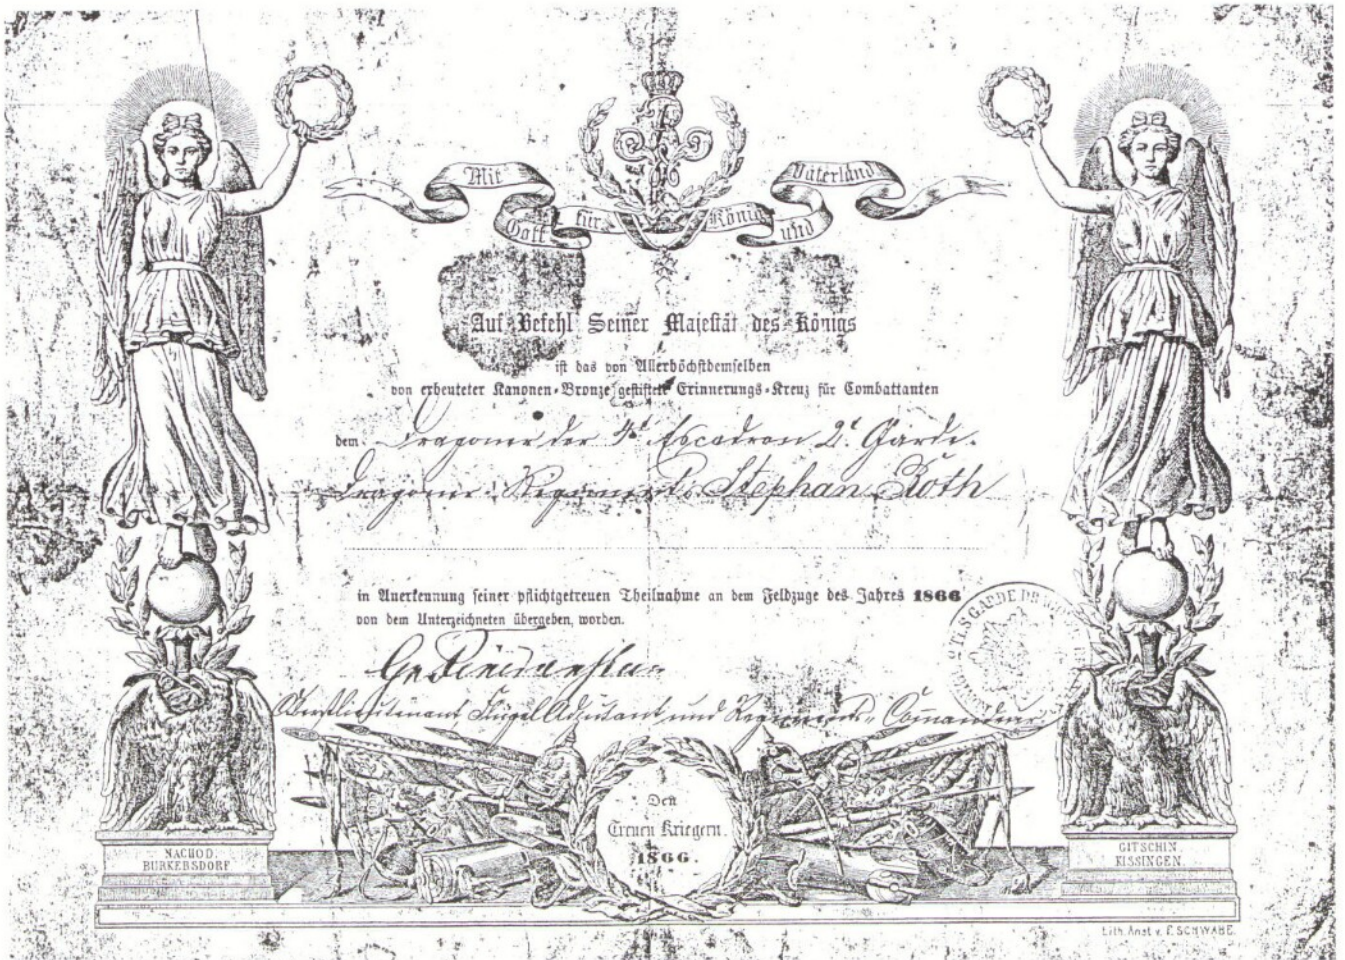 Mit Gott für König und Vaterland
Auf Befehl Seiner Majestät des Königs
ist das von Allerhöchstdemselben
von erbeuteter Kanonen-Bronze gestiftete Erinnerungs-Kreuz für Combattanten
dem Dragoner der 4t Escadron 2t Garde-
Dragoner-Regiments Stephan Roth
in Anerkennung seiner pflichtgetreuen Theilnahme an dem Feldzuge des Jahres 1866
von dem Unterzeichneten übergeben worden.
Oberstlieutenant Flügel Adjutant und Regiments-Commandeur
GARDE
Den
Treuen Kriegern.
1866.
NACHOD.
BURKERSDORF
GITSCHIN
KISSINGEN.
Lith. Anst. v. F. SCHWABE.